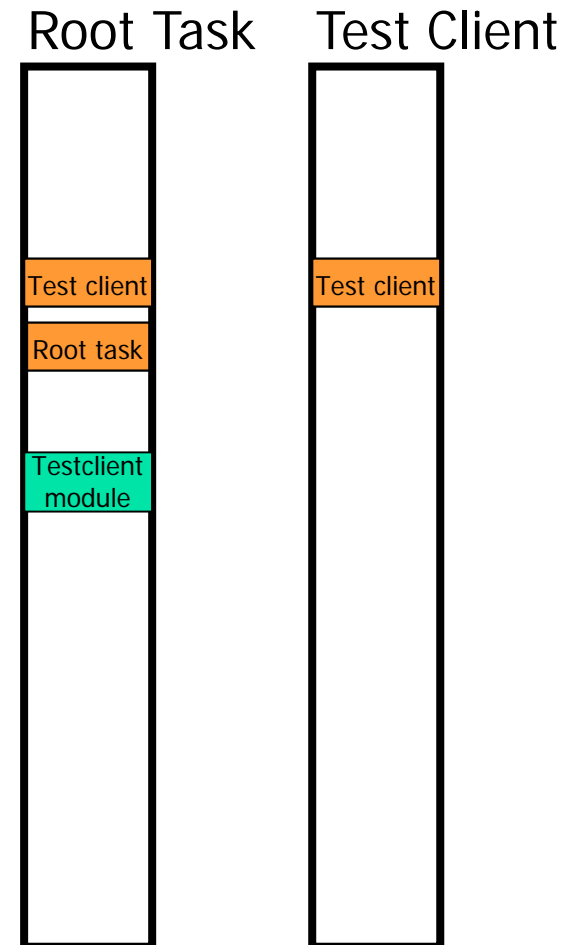 Root Task
Test Client
Test client
Test client
Root task
Testclient
module